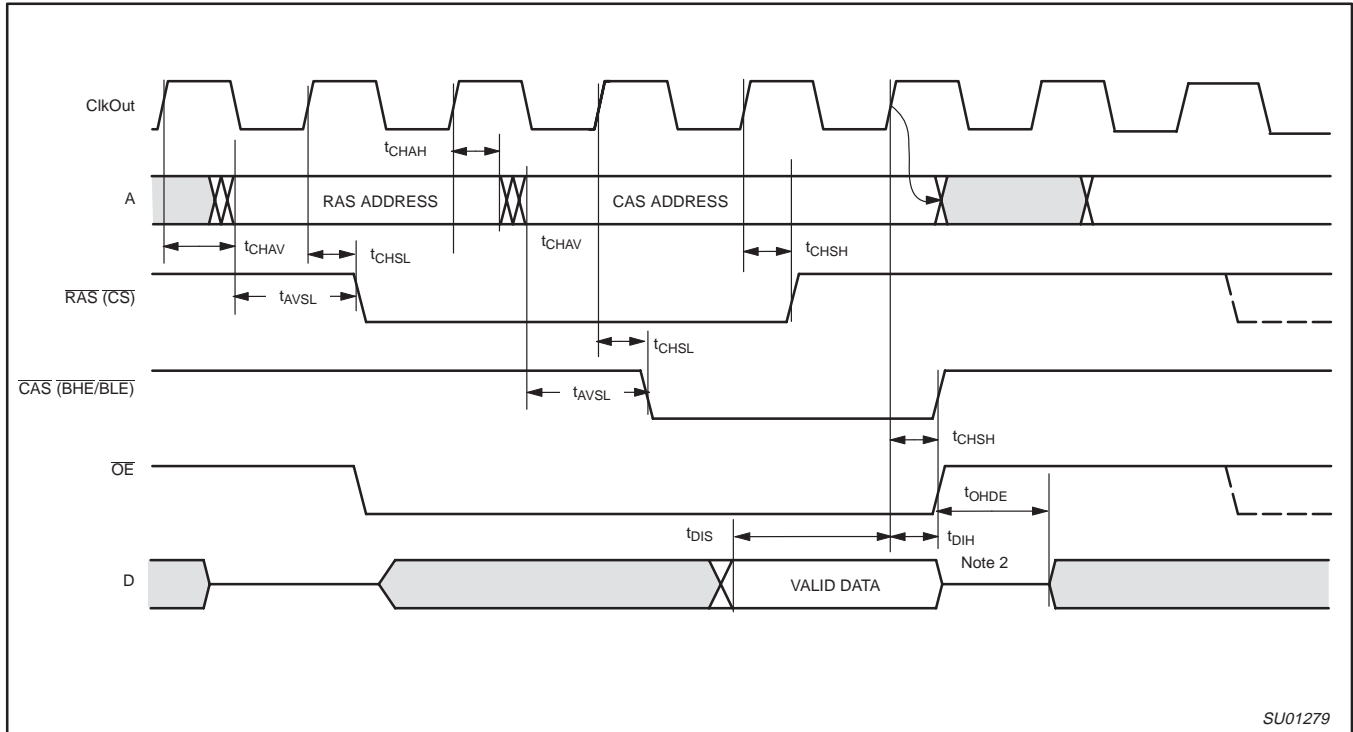 ClkOut
tCHAH
A
RAS ADDRESS
CAS ADDRESS
tCHAV
tCHSL
tCHAV
tCHSH
RAS (CS)
tAVSL
tCHSL
CAS (BHE/BLE)
tAVSL
tCHSH
OE
tOHDE
tDIS
tDIH
Note 2
D
VALID DATA
SU01279